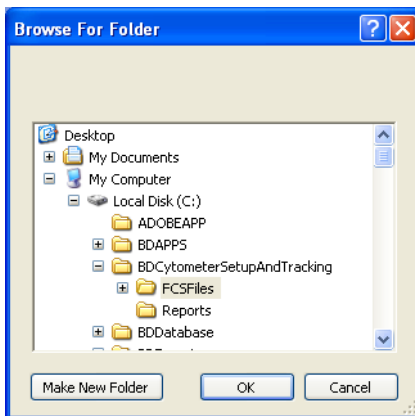 Browse For Folder
Desktop
My Documents
My Computer
Local Disk (C:)
ADOBEAPP
BDAPPS
BDCytometerSetupAndTracking
FCSFiles
Reports
BDDatabase
Make New Folder
OK
Cancel